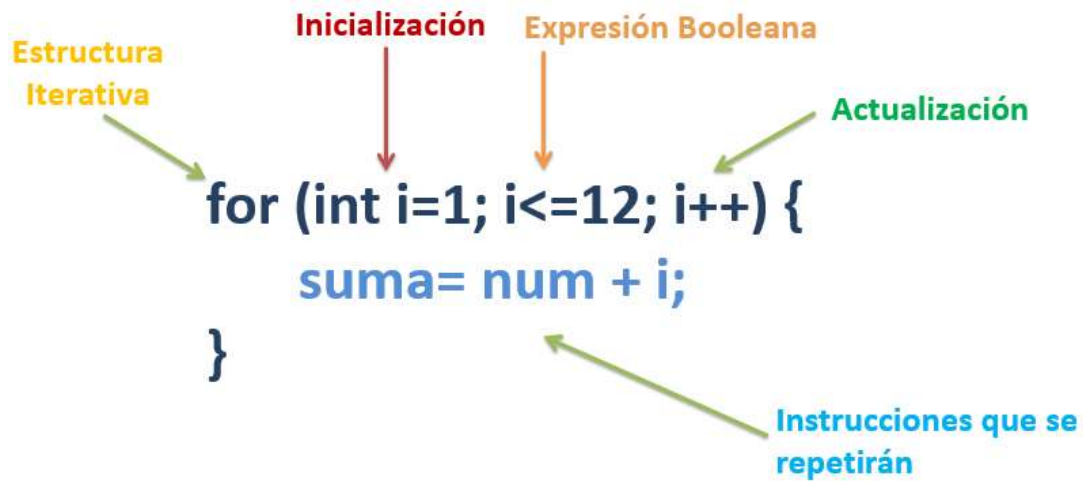 Inicialización
Expresión Booleana
Estructura
Iterativa
Actualización
for (int i=1; i<=12; i++) {
suma= num + i;
}
Instrucciones que se
repetirán